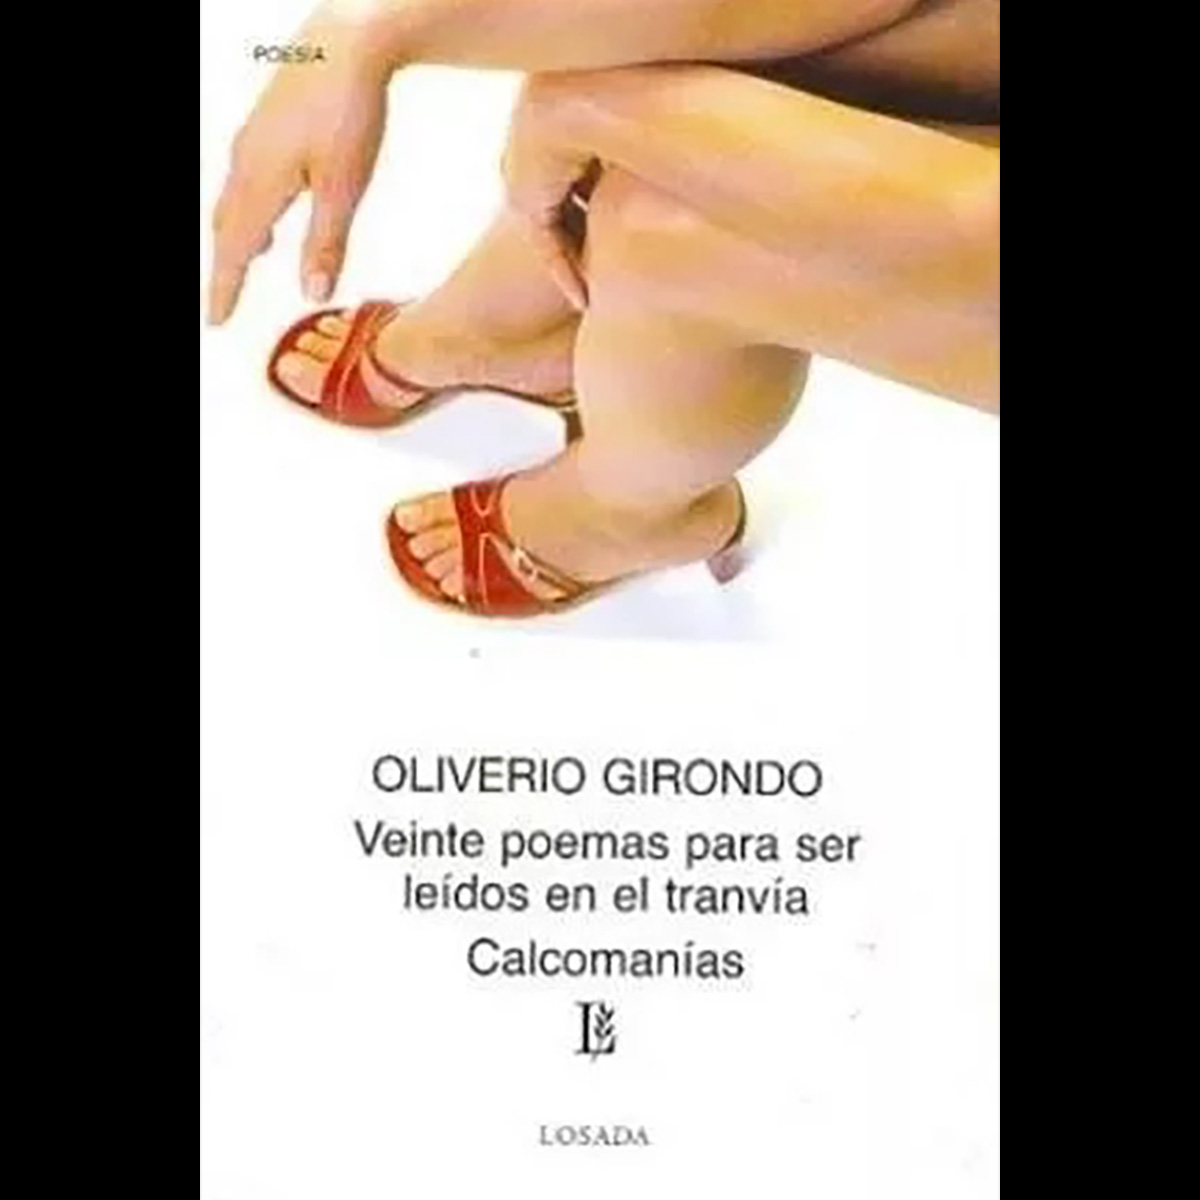 POESÍA
OLIVERIO GIRONDO
Veinte poemas para ser
leídos en el tranvía
Calcomanías
L
LOSADA